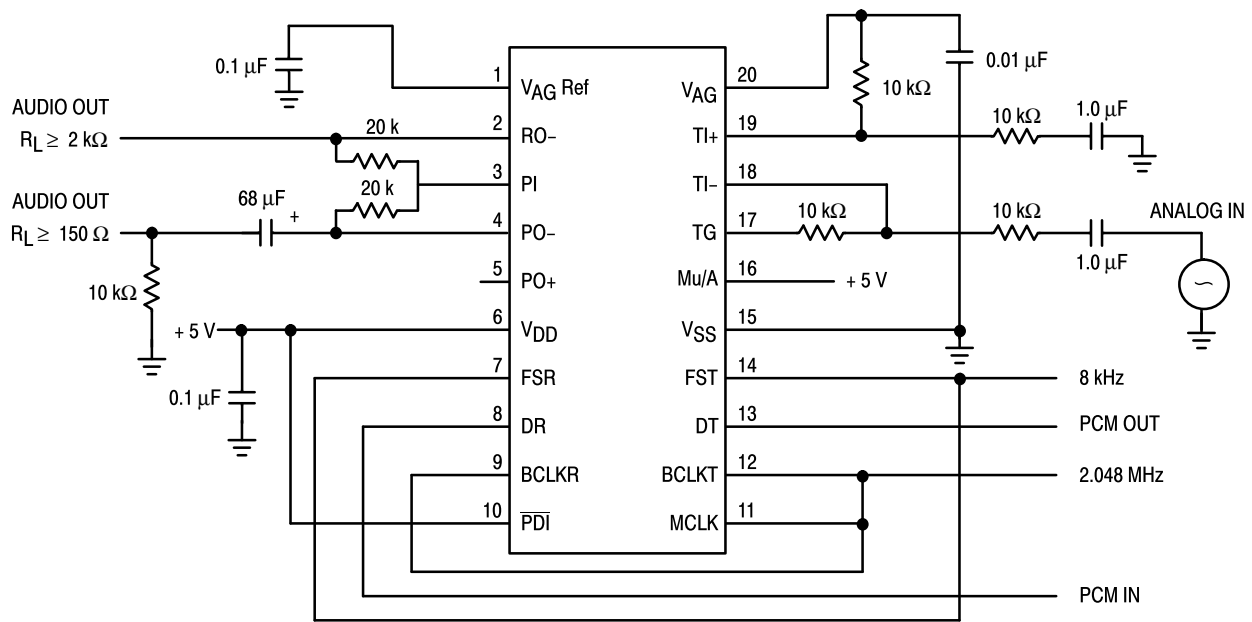 0.1 µF
1
VAG Ref
AUDIO OUT
RL ≥ 2 kΩ
20 k
2
RO–
3
PI
20 k
AUDIO OUT
RL ≥ 150 Ω
68 µF
+
4
PO–
10 kΩ
5
PO+
+ 5 V
6
VDD
0.1 µF
7
FSR
8
DR
9
BCLKR
10
PDI
20
VAG
10 kΩ
0.01 µF
19
TI+
10 kΩ
1.0 µF
18
TI–
17
TG
10 kΩ
10 kΩ
1.0 µF
ANALOG IN
∼
16
Mu/A
+ 5 V
15
VSS
14
FST
8 kHz
13
DT
PCM OUT
12
BCLKT
2.048 MHz
11
MCLK
PCM IN